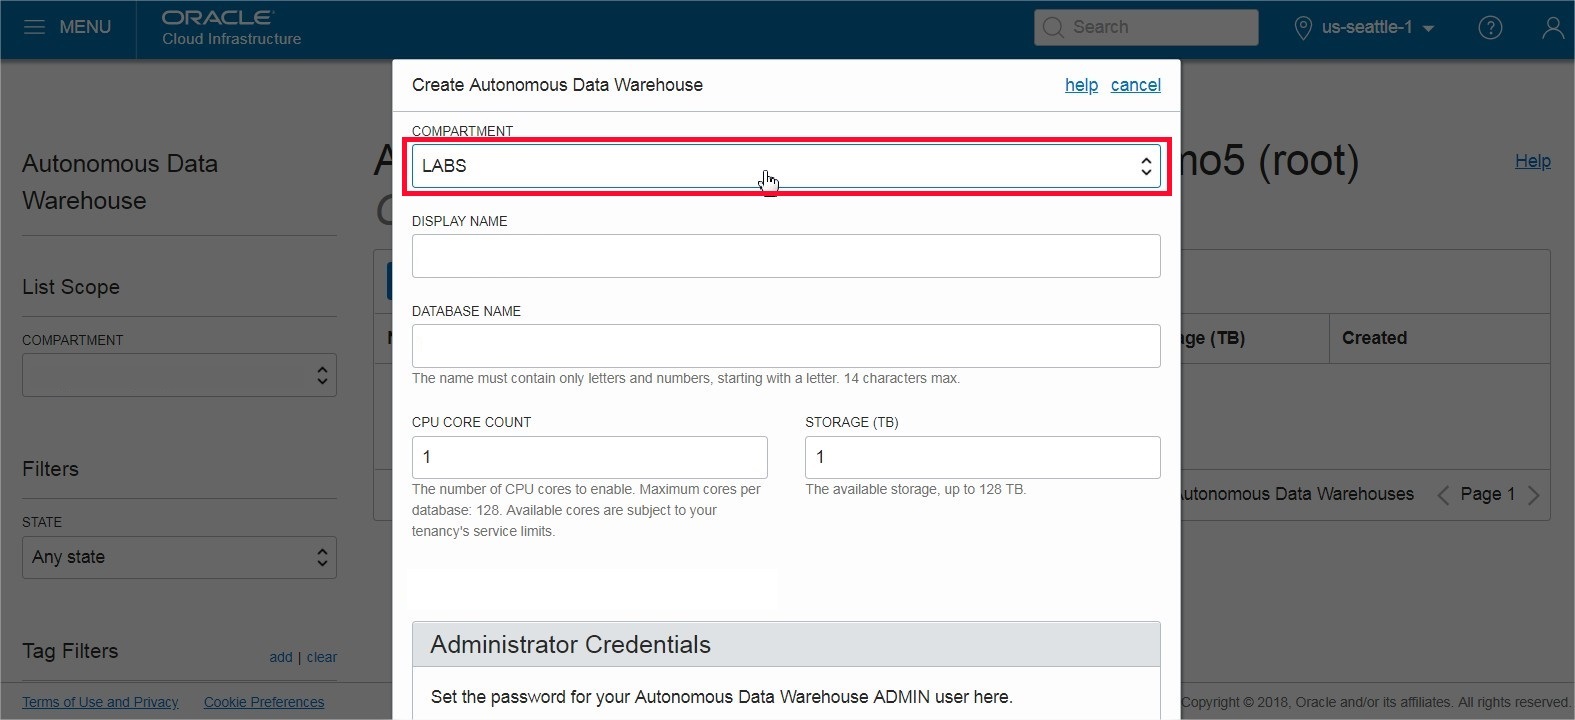 MENU
ORACLE
Cloud Infrastructure
Search
us-seattle-1
Create Autonomous Data Warehouse
help cancel
COMPARTMENT
LABS
DISPLAY NAME
DATABASE NAME
The name must contain only letters and numbers, starting with a letter. 14 characters max.
CPU CORE COUNT
1
The number of CPU cores to enable. Maximum cores per
database: 128. Available cores are subject to your
tenancy's service limits.
STORAGE (TB)
1
The available storage, up to 128 TB.
Administrator Credentials
Set the password for your Autonomous Data Warehouse ADMIN user here.
Autonomous Data
Warehouse
List Scope
COMPARTMENT
Filters
STATE
Any state
Tag Filters
add | clear
(root)
Help
(TB)
Created
Autonomous Data Warehouses
Page 1
Terms of Use and Privacy
Cookie Preferences
Copyright © 2018, Oracle and/or its affiliates. All rights reserved.